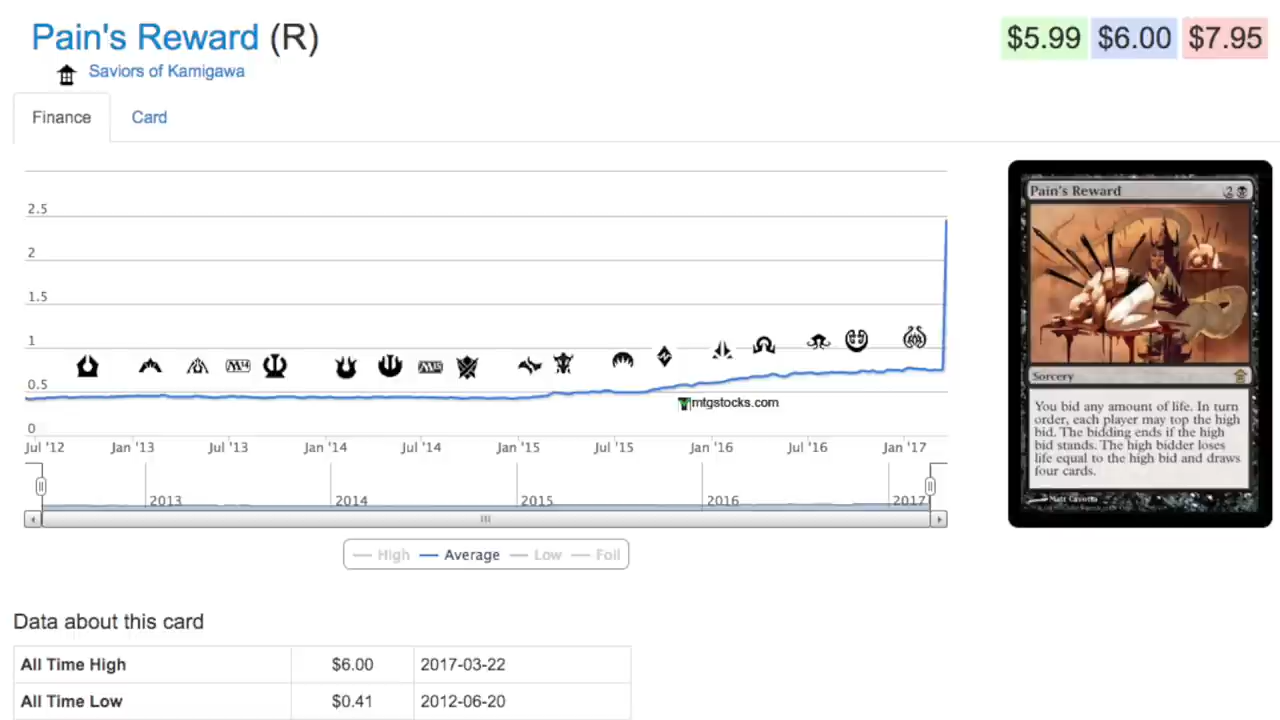 Pain's Reward (R)
$5.99 $6.00 $7.95
Saviors of Kamigawa
Finance Card
2.5
2
1.5
1
0.5
0
M14
M15
mtgstocks.com
Jul '12 Jan '13 Jul '13 Jan '14 Jul '14 Jan '15 Jul '15 Jan '16 Jul '16 Jan '17
2013 2014 2015 2016 2017
High Average Low Foil
Pain's Reward 2
Sorcery
You bid any amount of life. In turn
order, each player may top the high
bid. The bidding ends if the high
bid stands. The high bidder loses
life equal to the high bid and draws
four cards.
Data about this card
All Time High $6.00 2017-03-22
All Time Low $0.41 2012-06-20